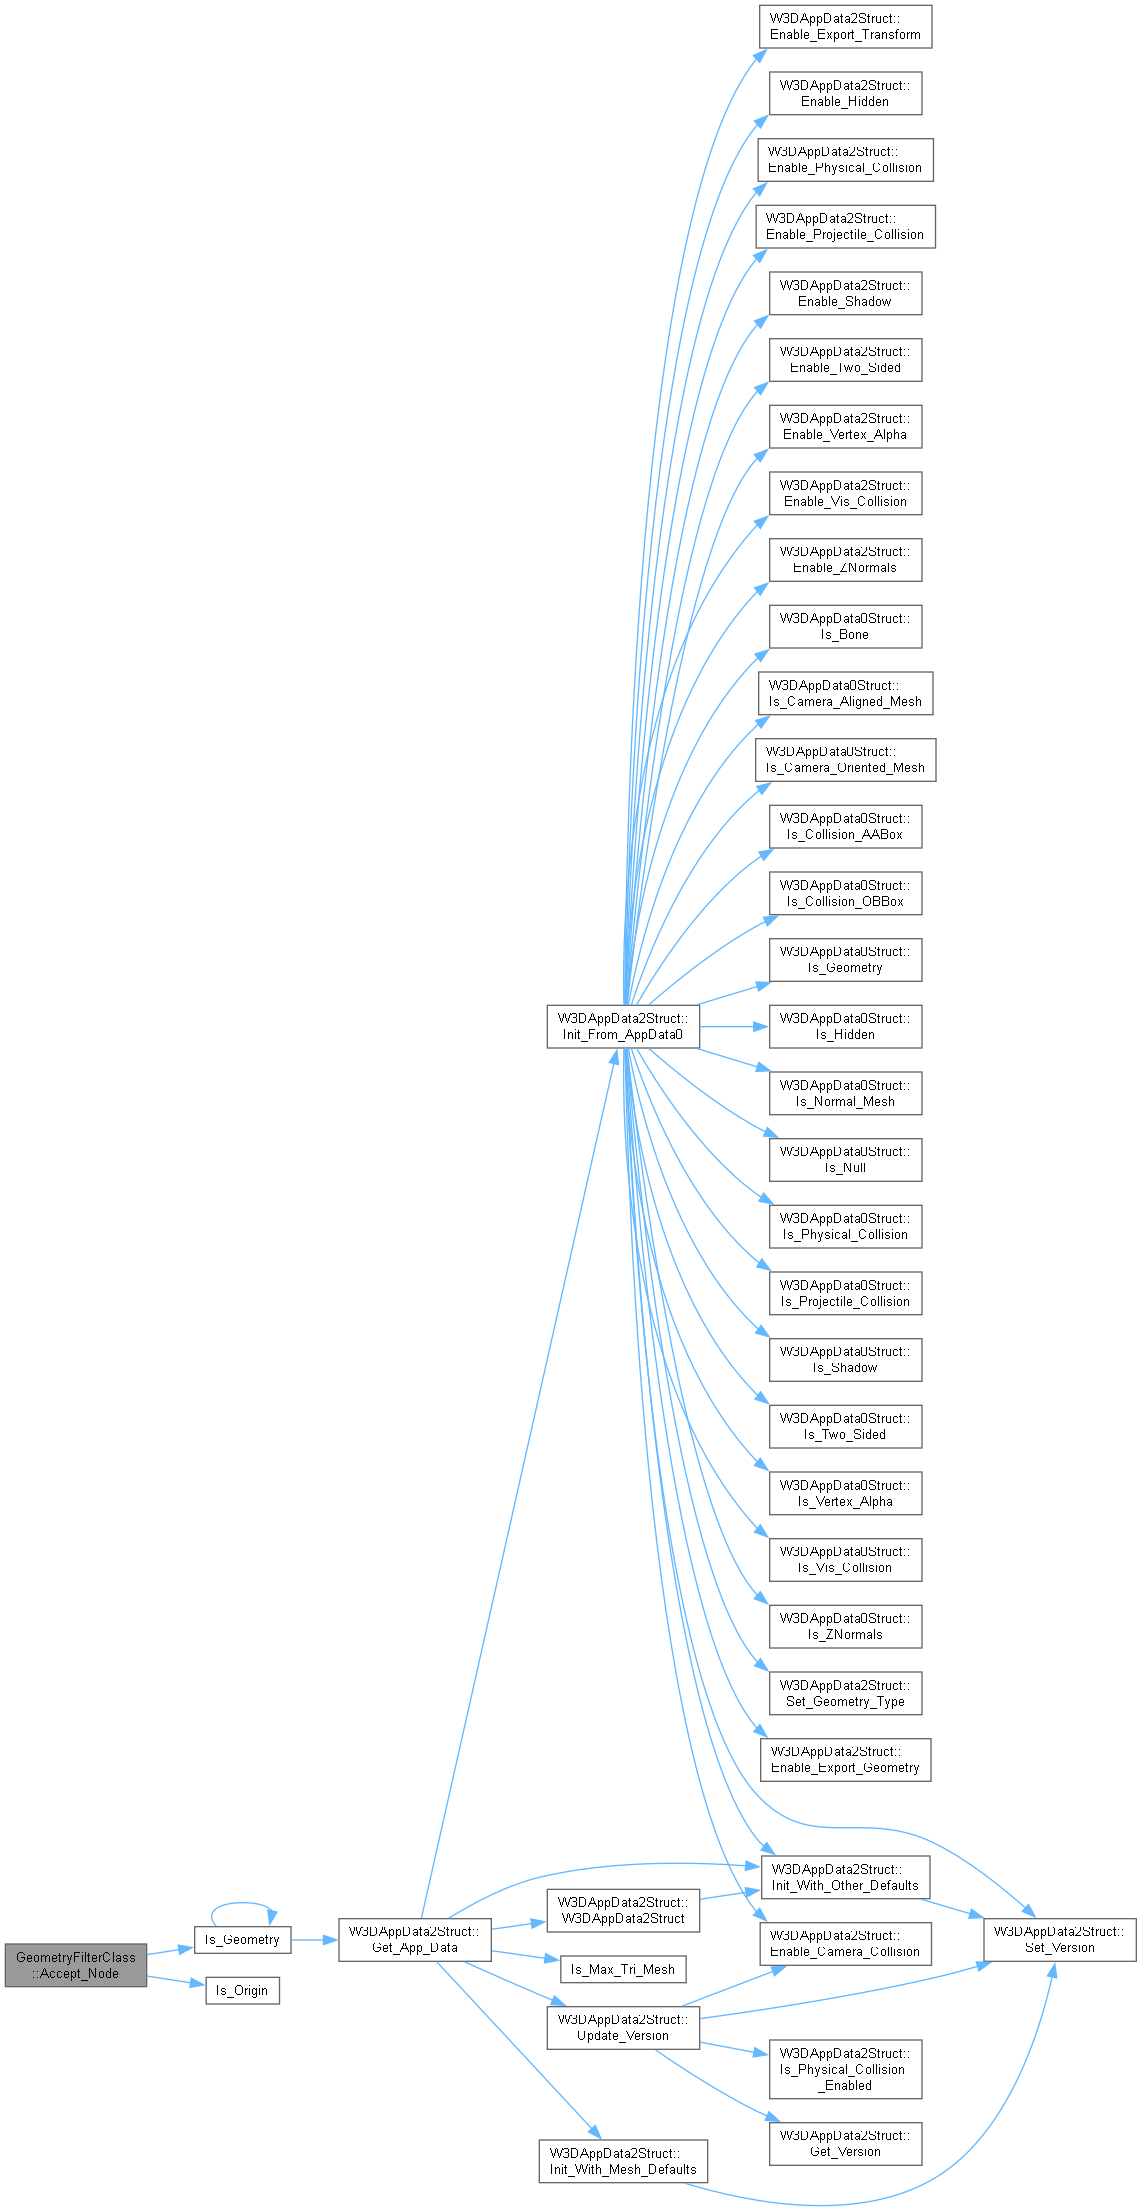 W3DAppData2Struct::
Enable_Export_Transform
W3DAppData2Struct::
Enable_Hidden
W3DAppData2Struct::
Enable_Physical_Collision
W3DAppData2Struct::
Enable_Projectile_Collision
W3DAppData2Struct::
Enable_Shadow
W3DAppData2Struct::
Enable_Two_Sided
W3DAppData2Struct::
Enable_Vertex_Alpha
W3DAppData2Struct::
Enable_Vis_Collision
W3DAppData2Struct::
Enable_ZNormals
W3DAppData0Struct::
Is_Bone
W3DAppData0Struct::
Is_Camera_Aligned_Mesh
W3DAppData0Struct::
Is_Camera_Oriented_Mesh
W3DAppData0Struct::
Is_Collision_AABox
W3DAppData0Struct::
Is_Collision_OBBox
W3DAppData0Struct::
Is_Geometry
W3DAppData2Struct::
Init_From_AppData0
W3DAppData0Struct::
Is_Hidden
W3DAppData0Struct::
Is_Normal_Mesh
W3DAppData0Struct::
Is_Null
W3DAppData0Struct::
Is_Physical_Collision
W3DAppData0Struct::
Is_Projectile_Collision
W3DAppData0Struct::
Is_Shadow
W3DAppData0Struct::
Is_Two_Sided
W3DAppData0Struct::
Is_Vertex_Alpha
W3DAppData0Struct::
Is_Vis_Collision
W3DAppData0Struct::
Is_ZNormals
W3DAppData2Struct::
Set_Geometry_Type
W3DAppData2Struct::
Enable_Export_Geometry
W3DAppData2Struct::
Init_With_Other_Defaults
W3DAppData2Struct::
W3DAppData2Struct
W3DAppData2Struct::
Enable_Camera_Collision
W3DAppData2Struct::
Set_Version
W3DAppData2Struct::
Get_App_Data
Is_Geometry
GeometryFilterClass
::Accept_Node
Is_Origin
Is_Max_Tri_Mesh
W3DAppData2Struct::
Update_Version
W3DAppData2Struct::
Is_Physical_Collision
_Enabled
W3DAppData2Struct::
Get_Version
W3DAppData2Struct::
Init_With_Mesh_Defaults